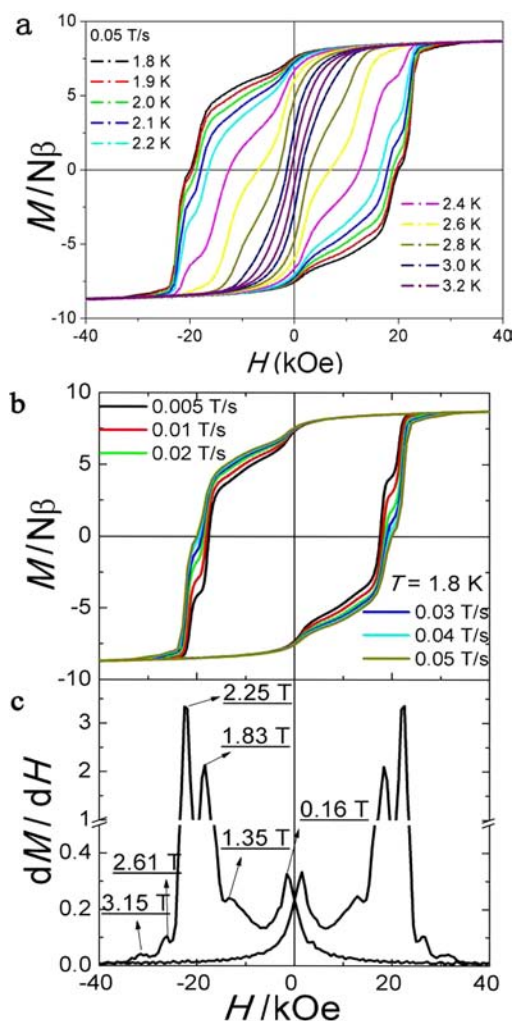 a
0.05 T/s
1.8 K
1.9 K
2.0 K
2.1 K
2.2 K
2.4 K
2.6 K
2.8 K
3.0 K
3.2 K
10
5
0
-5
-10
M/Nβ
-40 -20 0 20 40
H (kOe)
b
0.005 T/s
0.01 T/s
0.02 T/s
T = 1.8 K
0.03 T/s
0.04 T/s
0.05 T/s
10
5
0
-5
-10
M/Nβ
c
2.25 T
1.83 T
0.16 T
1.35 T
2.61 T
3.15 T
3
2
1
0.4
0.2
0.0
dM / dH
-40 -20 0 20 40
H / kOe